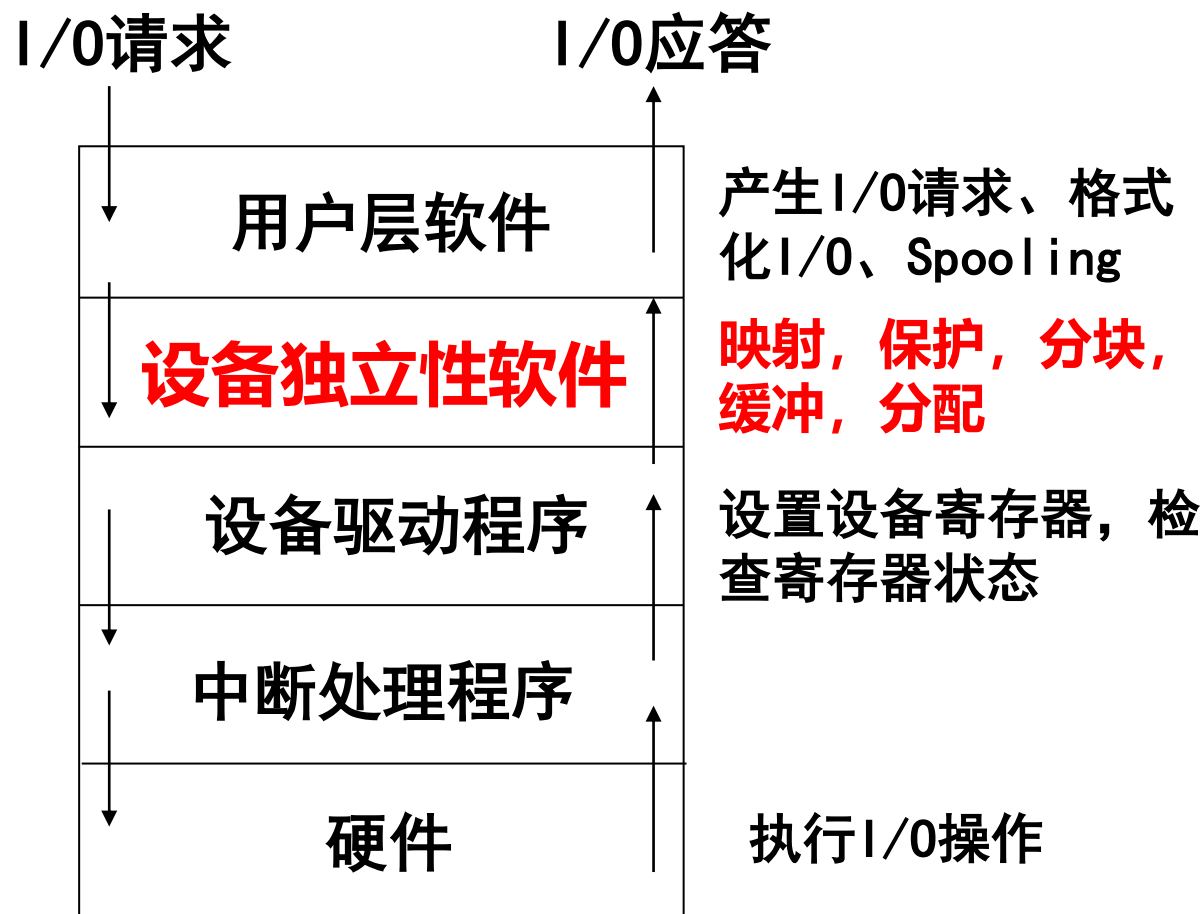 I/O请求
I/O应答
用户层软件
产生I/O请求、格式
化I/O、Spooling
设备独立性软件
映射，保护，分块，
缓冲，分配
设备驱动程序
设置设备寄存器，检
查寄存器状态
中断处理程序
硬件
执行I/O操作